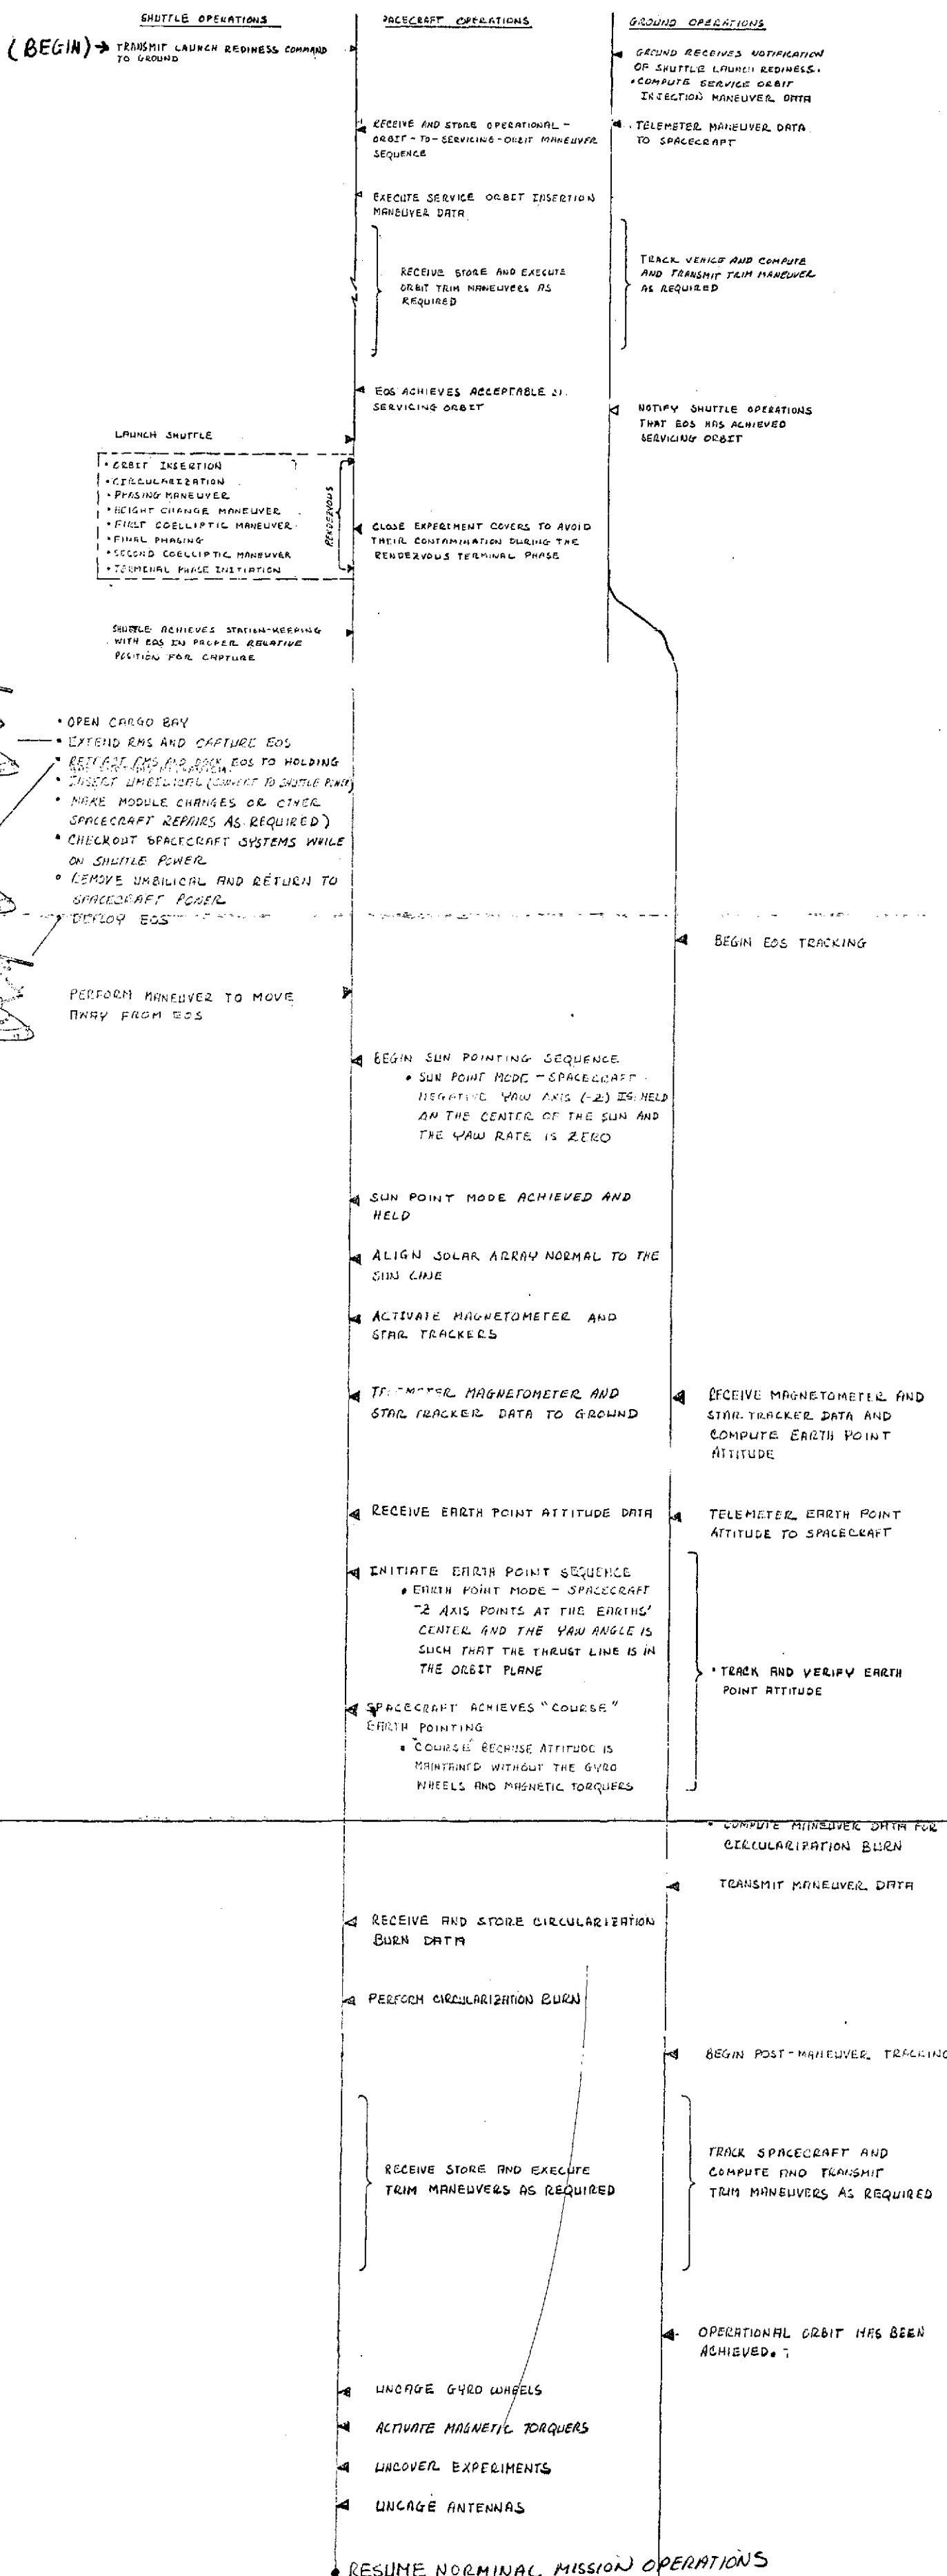 SHUTTLE OPERATIONS
PACECRAFT OPERATIONS
GROUND OPERATIONS
(BEGIN) → TRANSMIT LAUNCH REDINESS COMMAND
TO GROUND
GROUND RECEIVES NOTIFICATION
OF SHUTTLE LAUNCH REDINESS.
• COMPUTE SERVICE ORBIT
INJECTION MANEUVER DATA
RECEIVE AND STORE OPERATIONAL -
ORBIT-TO-SERVICING-ORBIT MANEUVER
SEQUENCE
TELEMETER MANEUVER DATA
TO SPACECRAFT
EXECUTE SERVICE ORBIT INSERTION
MANEUVER DATA
RECEIVE STORE AND EXECUTE
ORBIT TRIM MANEUVERS AS
REQUIRED
TRACK VEHICLE AND COMPUTE
AND TRANSMIT TRIM MANEUVER
AS REQUIRED
EOS ACHIEVES ACCEPTABLE
SERVICING ORBIT
NOTIFY SHUTTLE OPERATIONS
THAT EOS HAS ACHIEVED
SERVICING ORBIT
LAUNCH SHUTTLE
• ORBIT INSERTION
• CIRCULARIZATION
• PHASING MANEUVER
• HEIGHT CHANGE MANEUVER
• FIRST COELLIPTIC MANEUVER
• FINAL PHASING
• SECOND COELLIPTIC MANEUVER
• TERMINAL PHASE INITIATION
RENDEZVOUS
CLOSE EXPERIMENT COVERS TO AVOID
THEIR CONTAMINATION DURING THE
RENDEZVOUS TERMINAL PHASE
SHUTTLE ACHIEVES STATION-KEEPING
WITH EOS IN PROPER RELATIVE
POSITION FOR CAPTURE
• OPEN CARGO BAY
• EXTEND RMS AND CAPTURE EOS
• RETRACT RMS AND DOCK EOS TO HOLDING
• INSERT UMBILICAL (CONVERT TO SHUTTLE POWER)
• MAKE MODULE CHANGES OR OTHER
SPACECRAFT REPAIRS AS REQUIRED)
• CHECKOUT SPACECRAFT SYSTEMS WHILE
ON SHUTTLE POWER
• REMOVE UMBILICAL AND RETURN TO
SPACECRAFT POWER
• DEPLOY EOS
BEGIN EOS TRACKING
PERFORM MANEUVER TO MOVE
AWAY FROM EOS
BEGIN SUN POINTING SEQUENCE
• SUN POINT MODE - SPACECRAFT
NEGATIVE YAW AXIS (-Z) IS HELD
ON THE CENTER OF THE SUN AND
THE YAW RATE IS ZERO
SUN POINT MODE ACHIEVED AND
HELD
ALIGN SOLAR ARRAY NORMAL TO THE
SUN LINE
ACTIVATE MAGNETOMETER AND
STAR TRACKERS
TELEMETER MAGNETOMETER AND
STAR TRACKER DATA TO GROUND
RECEIVE MAGNETOMETER AND
STAR TRACKER DATA AND
COMPUTE EARTH POINT
ATTITUDE
RECEIVE EARTH POINT ATTITUDE DATA
TELEMETER EARTH POINT
ATTITUDE TO SPACECRAFT
INITIATE EARTH POINT SEQUENCE
• EARTH POINT MODE - SPACECRAFT
-Z AXIS POINTS AT THE EARTHS'
CENTER AND THE YAW ANGLE IS
SUCH THAT THE THRUST LINE IS IN
THE ORBIT PLANE
• TRACK AND VERIFY EARTH
POINT ATTITUDE
SPACECRAFT ACHIEVES "COURSE"
EARTH POINTING
• "COURSE" BECAUSE ATTITUDE IS
MAINTAINED WITHOUT THE GYRO
WHEELS AND MAGNETIC TORQUERS
• COMPUTE MANEUVER DATA FOR
CIRCULARIZATION BURN
TRANSMIT MANEUVER DATA
RECEIVE AND STORE CIRCULARIZATION
BURN DATA
PERFORM CIRCULARIZATION BURN
BEGIN POST-MANEUVER TRACKING
RECEIVE STORE AND EXECUTE
TRIM MANEUVERS AS REQUIRED
TRACK SPACECRAFT AND
COMPUTE AND TRANSMIT
TRIM MANEUVERS AS REQUIRED
OPERATIONAL ORBIT HAS BEEN
ACHIEVED.
UNCAGE GYRO WHEELS
ACTIVATE MAGNETIC TORQUERS
UNCOVER EXPERIMENTS
UNCAGE ANTENNAS
• RESUME NORMINAL MISSION OPERATIONS